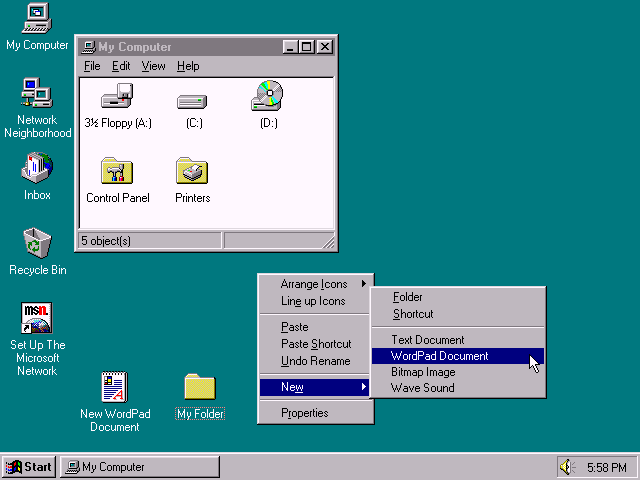 My Computer
Network
Neighborhood
Inbox
Recycle Bin
msn.
Set Up The
Microsoft
Network
My Computer
File Edit View Help
3½ Floppy (A:) (C:) (D:)
Control Panel Printers
5 object(s)
New WordPad
Document
My Folder
Arrange Icons
Line up Icons
Paste
Paste Shortcut
Undo Rename
New
Properties
Folder
Shortcut
Text Document
WordPad Document
Bitmap Image
Wave Sound
Start My Computer 5:58 PM